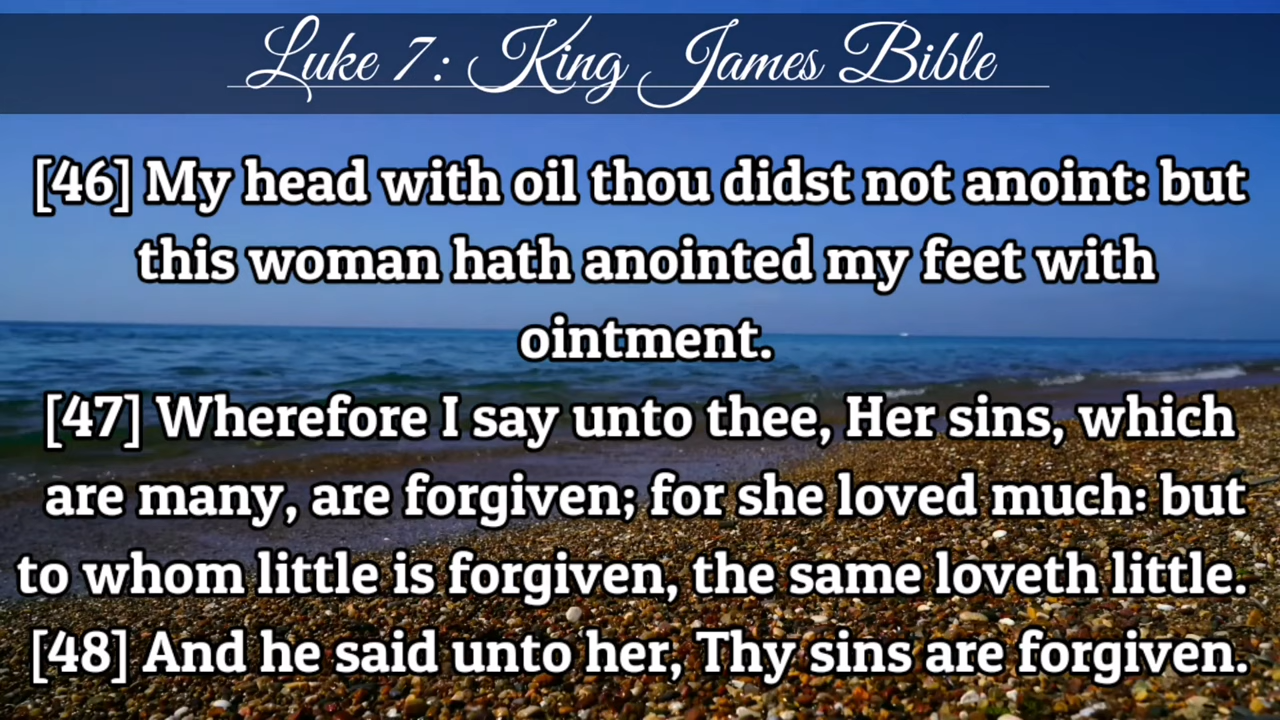 Luke 7: King James Bible
[46] My head with oil thou didst not anoint: but
this woman hath anointed my feet with
ointment.
[47] Wherefore I say unto thee, Her sins, which
are many, are forgiven; for she loved much: but
to whom little is forgiven, the same loveth little.
[48] And he said unto her, Thy sins are forgiven.